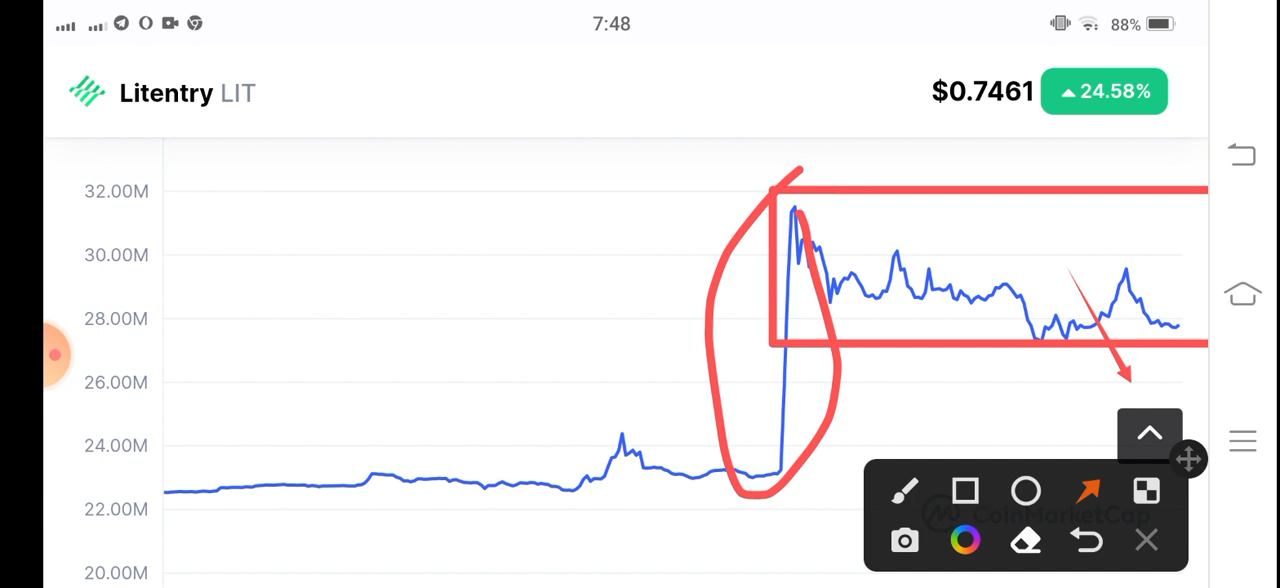 7:48
88%
Litentry LIT
$0.7461
24.58%
32.00M
30.00M
28.00M
26.00M
24.00M
22.00M
20.00M
CoinMarketCap